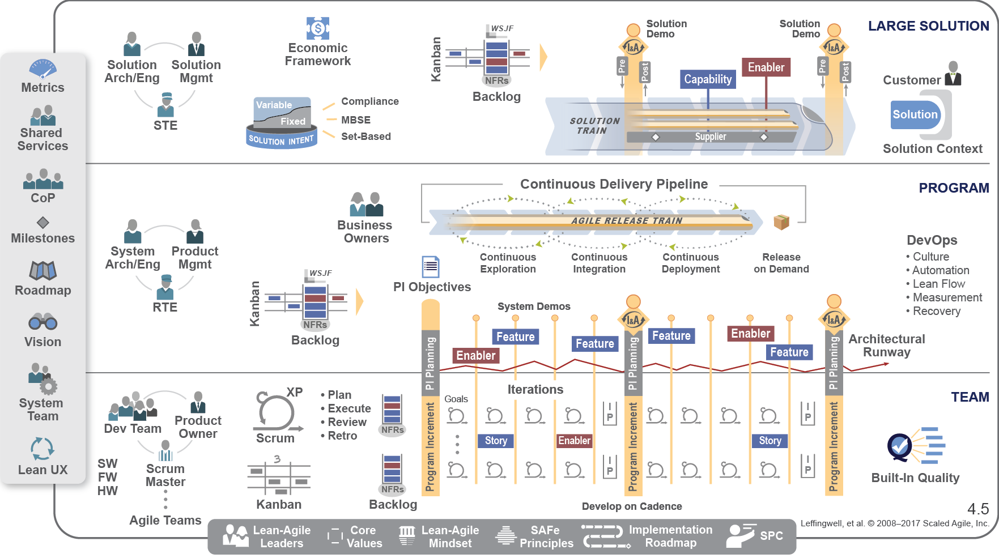 LARGE SOLUTION
Solution
Arch/Eng
Solution
Mgmt
STE
Economic
Framework
Variable
Fixed
SOLUTION INTENT
Compliance
MBSE
Set-Based
Kanban
WSJF
NFRs
Backlog
Solution
Demo
I&A
Pre
Post
Capability
Enabler
Solution
Demo
I&A
Pre
Post
SOLUTION
TRAIN
Supplier
Customer
Solution
Solution Context
Metrics
Shared
Services
CoP
Milestones
Roadmap
Vision
System
Team
Lean UX
PROGRAM
System
Arch/Eng
Product
Mgmt
RTE
Business
Owners
Continuous Delivery Pipeline
AGILE RELEASE TRAIN
Continuous
Exploration
Continuous
Integration
Continuous
Deployment
Release
on Demand
DevOps
• Culture
• Automation
• Lean Flow
• Measurement
• Recovery
Kanban
WSJF
NFRs
Backlog
PI Objectives
System Demos
I&A
I&A
Enabler
Feature
Feature
Feature
Enabler
Feature
Architectural
Runway
PI Planning
PI Planning
PI Planning
TEAM
Dev Team
Product
Owner
Scrum
Master
SW
FW
HW
Agile Teams
XP
Scrum
• Plan
• Execute
• Review
• Retro
3
Kanban
NFRs
NFRs
Backlog
Program Increment
Program Increment
Program Increment
Iterations
Goals
I
P
I
P
Story
Enabler
Story
I
P
I
P
Develop on Cadence
Built-In Quality
4.5
Leffingwell, et al. © 2008–2017 Scaled Agile, Inc.
Lean-Agile
Leaders
Core
Values
Lean-Agile
Mindset
SAFe
Principles
Implementation
Roadmap
SPC